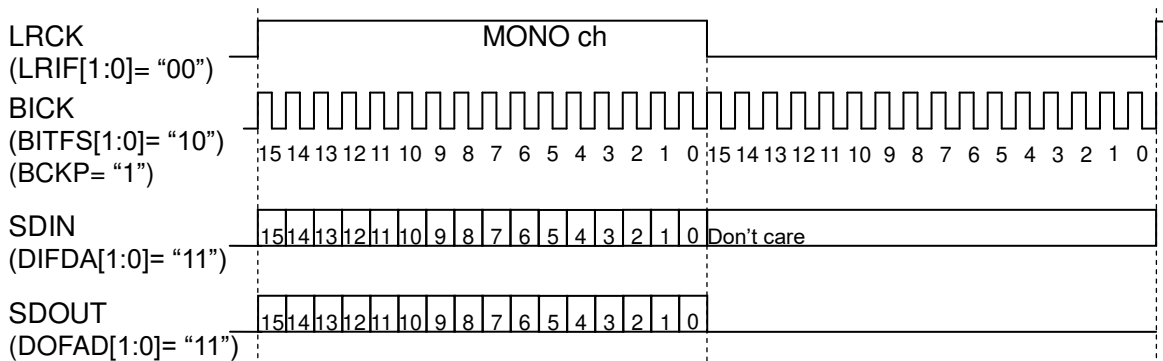 LRCK
MONO ch
(LRIF[1:0]= “00”)
BICK
(BITFS[1:0]= “10”)
15 14 13 12 11 10 9 8 7 6 5 4 3 2 1 0 15 14 13 12 11 10 9 8 7 6 5 4 3 2 1 0
(BCKP= “1”)
SDIN
15 14 13 12 11 10 9 8 7 6 5 4 3 2 1 0 Don’t care
(DIFDA[1:0]= “11”)
SDOUT
15 14 13 12 11 10 9 8 7 6 5 4 3 2 1 0
(DOFAD[1:0]= “11”)